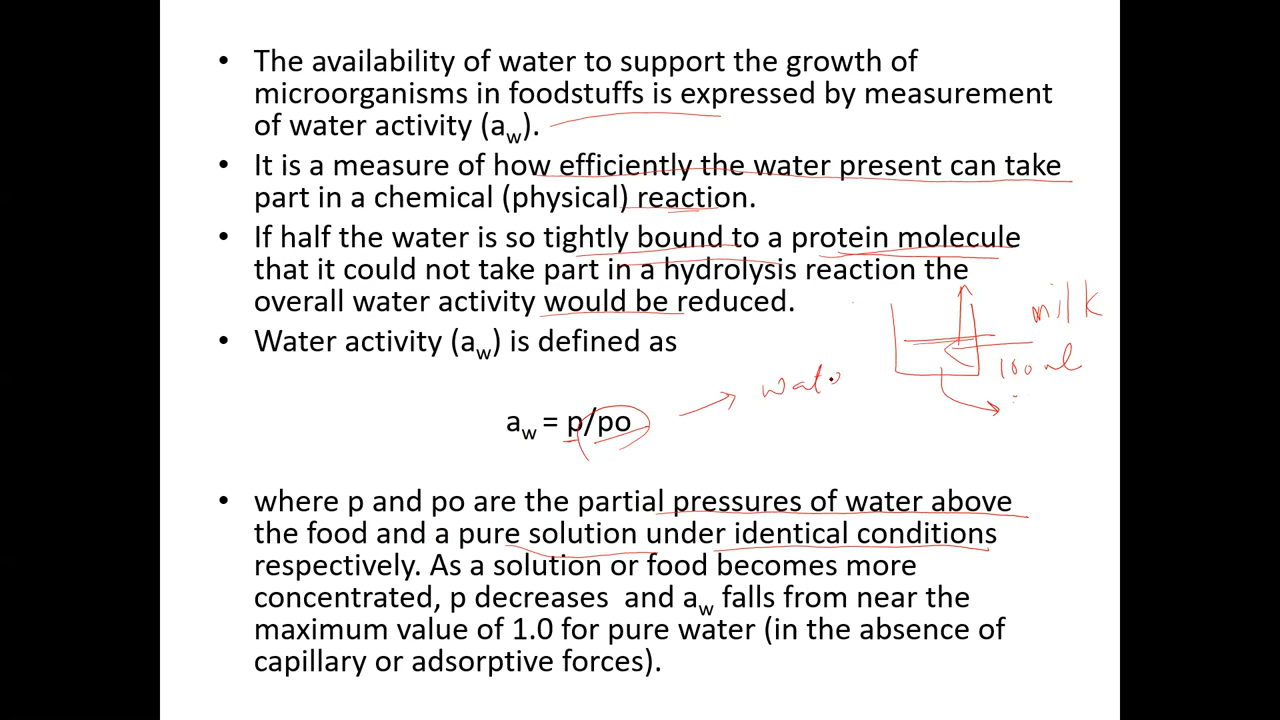 • The availability of water to support the growth of
microorganisms in foodstuffs is expressed by measurement
of water activity (aw).
• It is a measure of how efficiently the water present can take
part in a chemical (physical) reaction.
• If half the water is so tightly bound to a protein molecule
that it could not take part in a hydrolysis reaction the
overall water activity would be reduced.
milk
• Water activity (aw) is defined as
100 ml
wate
aw = p/po
• where p and po are the partial pressures of water above
the food and a pure solution under identical conditions
respectively. As a solution or food becomes more
concentrated, p decreases  and aw falls from near the
maximum value of 1.0 for pure water (in the absence of
capillary or adsorptive forces).